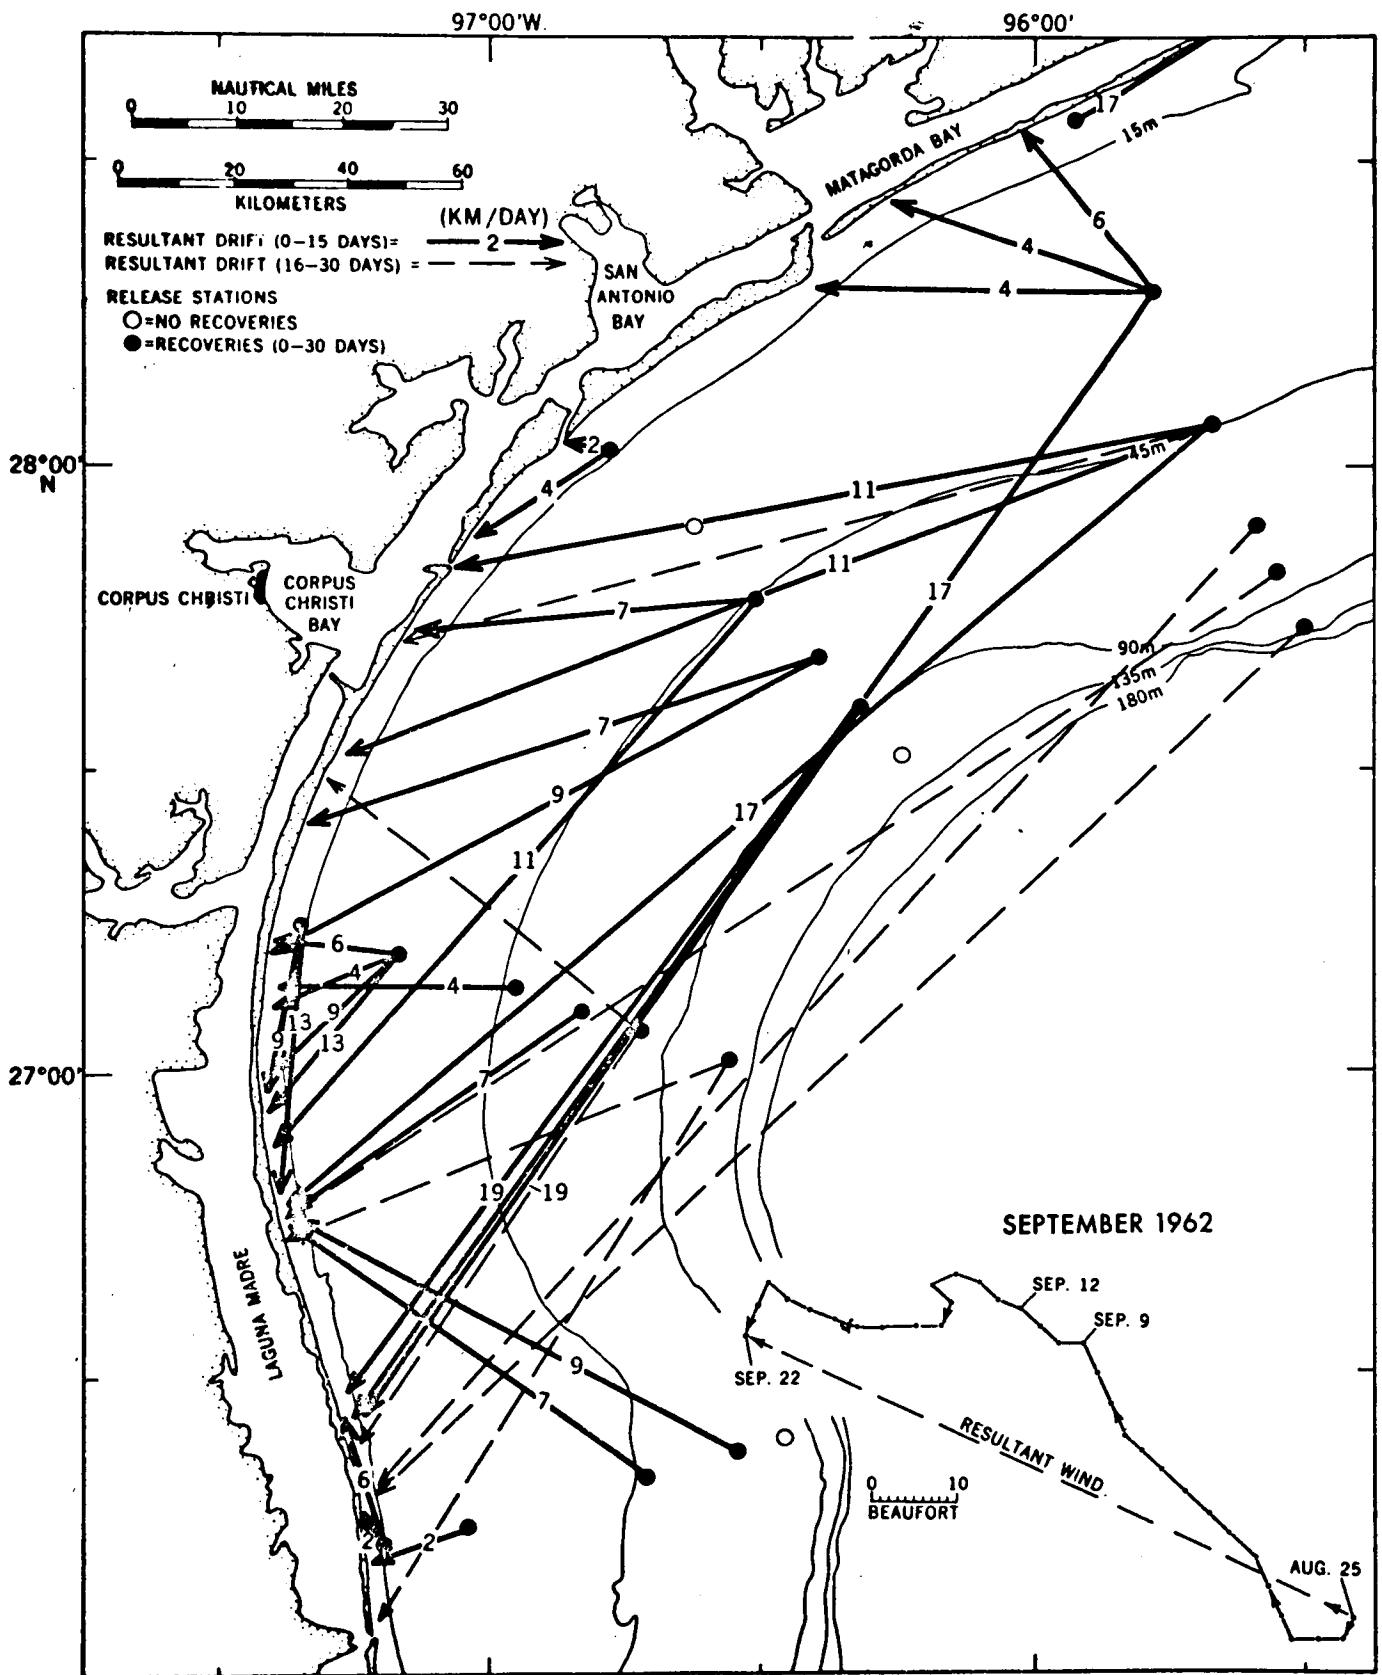 97°00'W.
96°00'
NAUTICAL MILES
0 10 20 30
0 20 40 60
KILOMETERS
(KM/DAY)
RESULTANT DRIFT (0-15 DAYS)= 2
RESULTANT DRIFT (16-30 DAYS) =
RELEASE STATIONS
○=NO RECOVERIES
●=RECOVERIES (0-30 DAYS)
SAN
ANTONIO
BAY
MATAGORDA BAY
17
15m
6
4
4
2
28°00'
N
4
45m
11
11
CORPUS CHRISTI
CORPUS
CHRISTI
BAY
17
7
90m
135m
180m
7
9
17
11
6
4
4
13
9
9
13
27°00'
7
19
19
SEPTEMBER 1962
LAGUNA MADRE
SEP. 12
SEP. 9
9
SEP. 22
7
RESULTANT WIND
6
0 10
BEAUFORT
2
2
AUG. 25